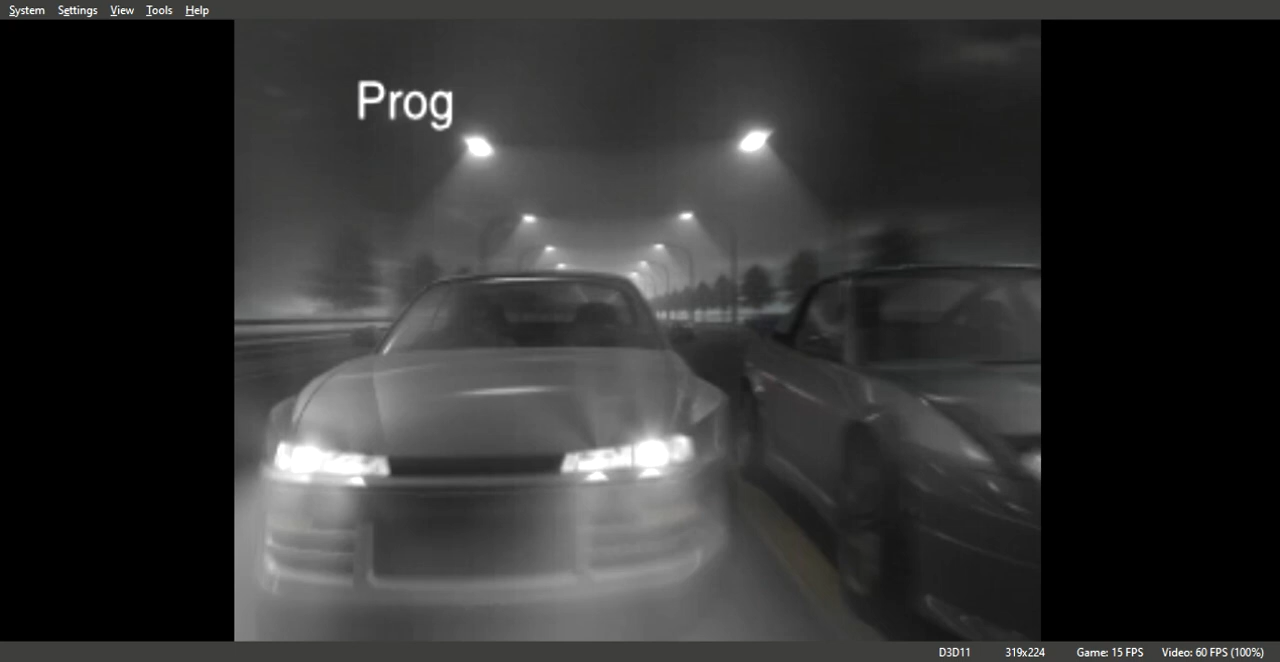 System Settings View Tools Help
Prog
D3D11 319x224 Game: 15 FPS Video: 60 FPS (100%)